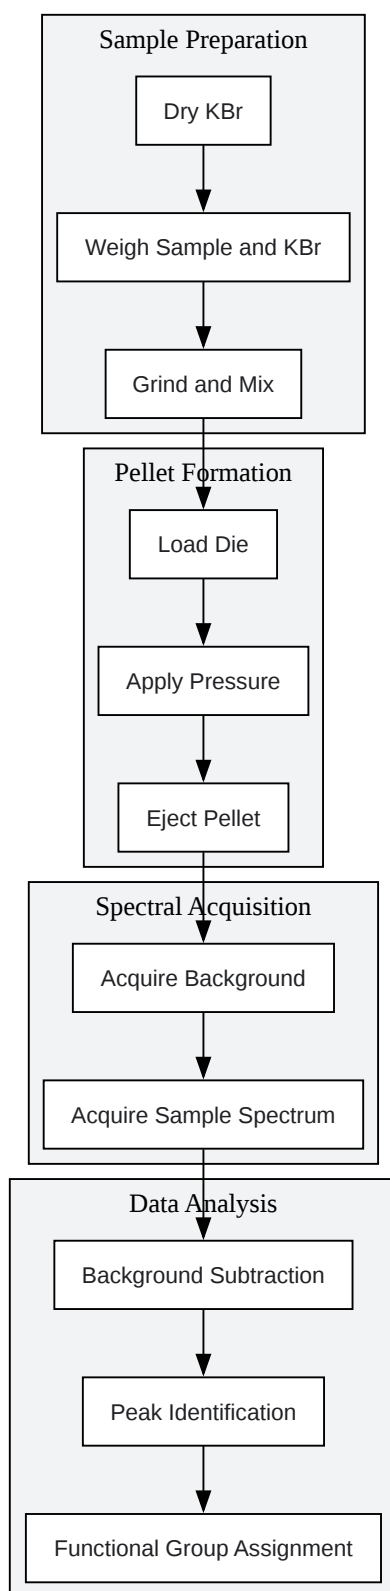 Sample Preparation
Dry KBr
Weigh Sample and KBr
Grind and Mix
Pellet Formation
Load Die
Apply Pressure
Eject Pellet
Spectral Acquisition
Acquire Background
Acquire Sample Spectrum
Data Analysis
Background Subtraction
Peak Identification
Functional Group Assignment